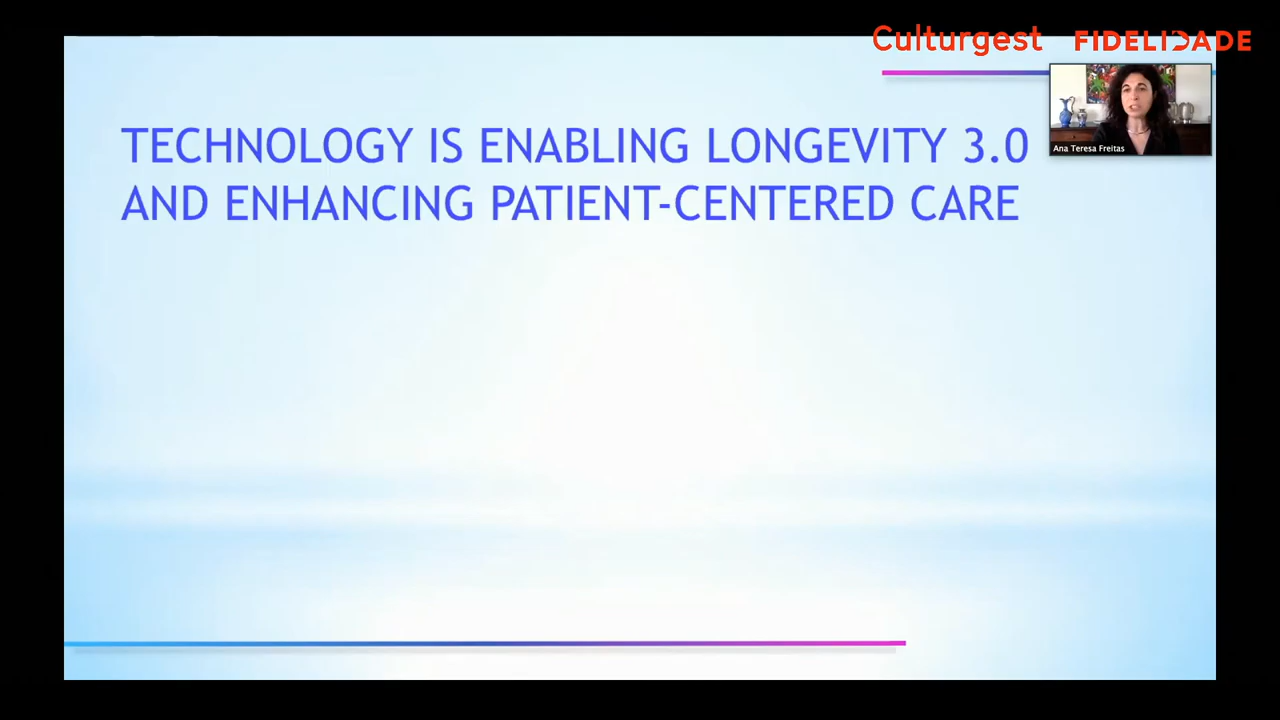 Culturgest FIDELIDADE
TECHNOLOGY IS ENABLING LONGEVITY 3.0
AND ENHANCING PATIENT-CENTERED CARE
Ana Teresa Freitas